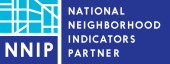 NNIP
NATIONAL
NEIGHBORHOOD
INDICATORS
PARTNER